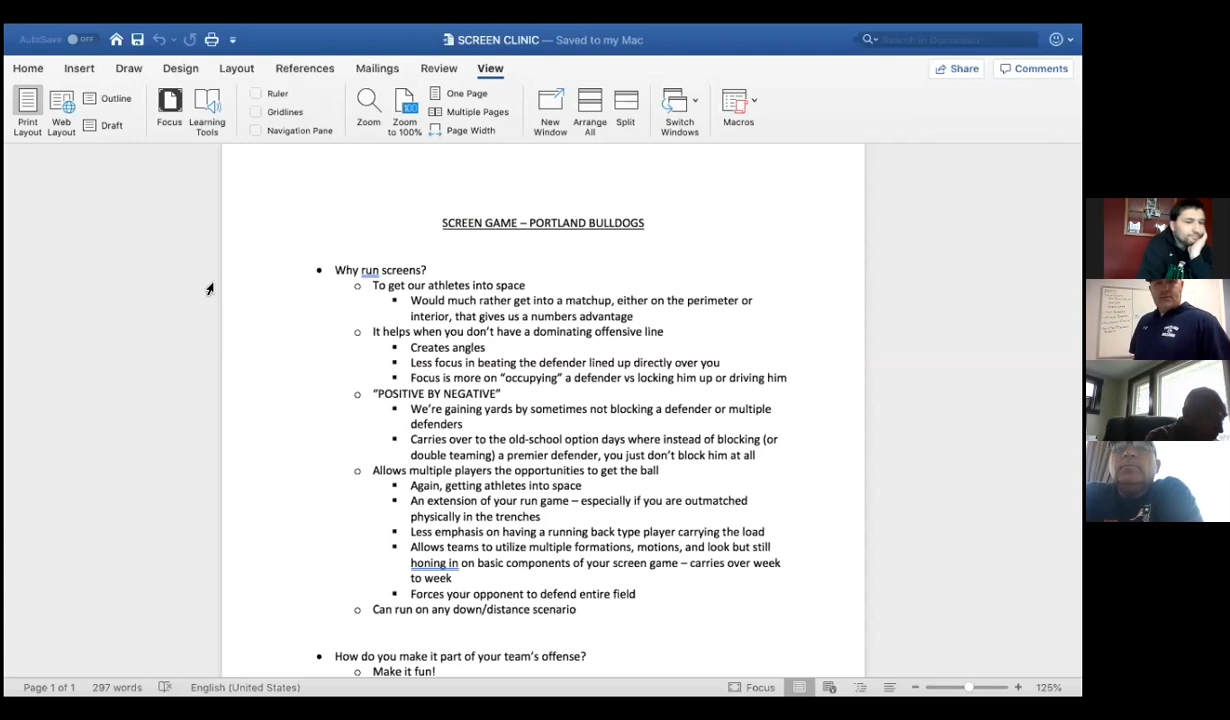 AutoSave OFF
SCREEN CLINIC — Saved to my Mac
Search in Document
Home Insert Draw Design Layout References Mailings Review View
Share Comments
Print Layout
Web Layout
Outline
Draft
Focus
Learning Tools
Ruler
Gridlines
Navigation Pane
Zoom
Zoom to 100%
One Page
Multiple Pages
Page Width
New Window
Arrange All
Split
Switch Windows
Macros
SCREEN GAME – PORTLAND BULLDOGS
• Why run screens?
o To get our athletes into space
▪ Would much rather get into a matchup, either on the perimeter or
interior, that gives us a numbers advantage
o It helps when you don’t have a dominating offensive line
▪ Creates angles
▪ Less focus in beating the defender lined up directly over you
▪ Focus is more on “occupying” a defender vs locking him up or driving him
o “POSITIVE BY NEGATIVE”
▪ We’re gaining yards by sometimes not blocking a defender or multiple
defenders
▪ Carries over to the old-school option days where instead of blocking (or
double teaming) a premier defender, you just don’t block him at all
o Allows multiple players the opportunities to get the ball
▪ Again, getting athletes into space
▪ An extension of your run game – especially if you are outmatched
physically in the trenches
▪ Less emphasis on having a running back type player carrying the load
▪ Allows teams to utilize multiple formations, motions, and look but still
honing in on basic components of your screen game – carries over week
to week
▪ Forces your opponent to defend entire field
o Can run on any down/distance scenario
• How do you make it part of your team’s offense?
o Make it fun!
Page 1 of 1 297 words English (United States) Focus 125%